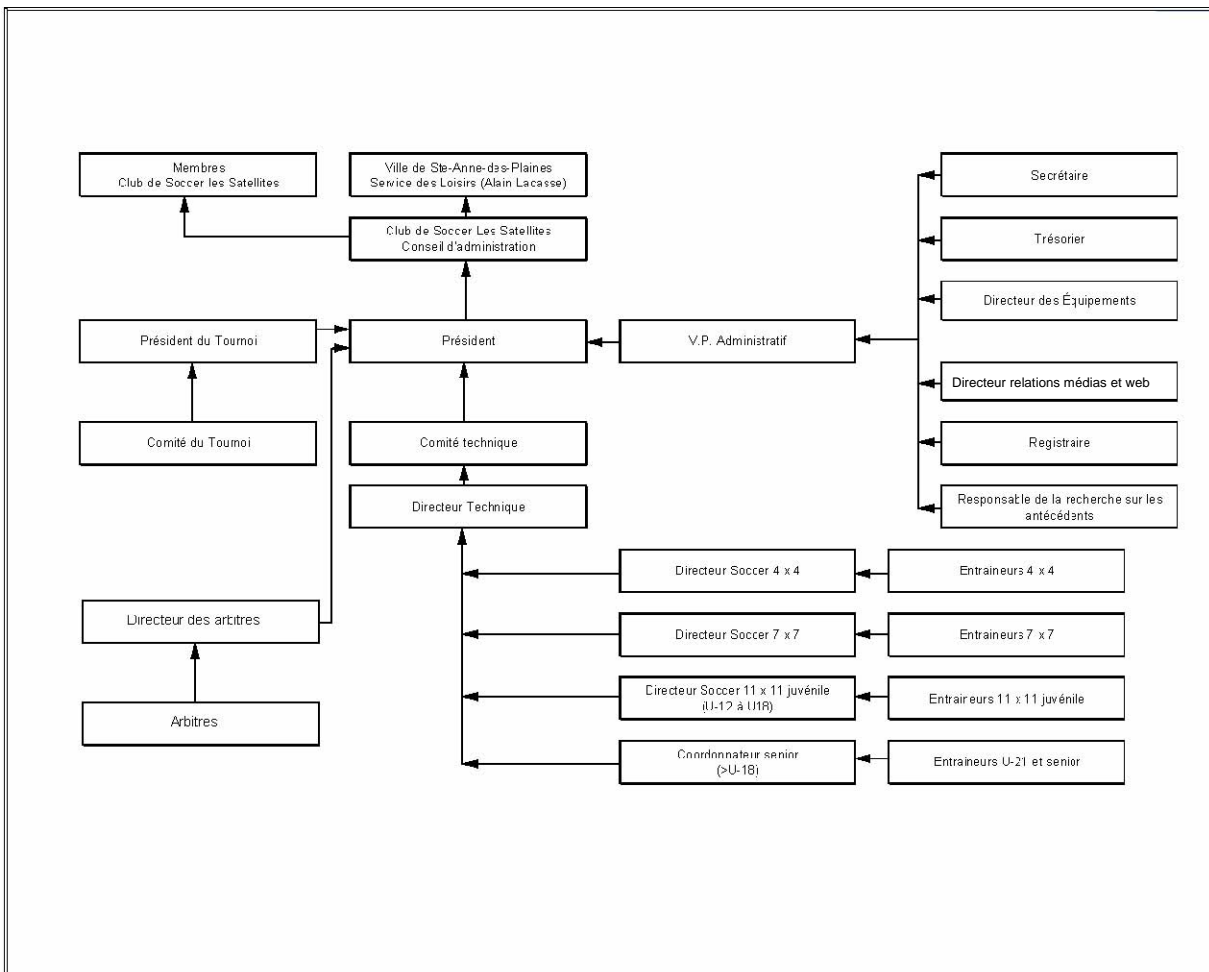 Membres
Club de Soccer les Satellites
Ville de Ste-Anne-des-Plaines
Service des Loisirs (Alain Lacasse)
Club de Soccer Les Satellites
Conseil d'administration
Secrétaire
Trésorier
Directeur des Équipements
Président du Tournoi
Président
V.P. Administratif
Directeur relations médias et web
Comité du Tournoi
Comité technique
Registraire
Directeur Technique
Responsable de la recherche sur les
antécédents
Directeur Soccer 4 x 4
Entraineurs 4 x 4
Directeur des arbitres
Directeur Soccer 7 x 7
Entraineurs 7 x 7
Arbitres
Directeur Soccer 11 x 11 juvénile
(U-12 à U18)
Entraineurs 11 x 11 juvénile
Coordonnateur senior
(>U-18)
Entraineurs U-21 et senior